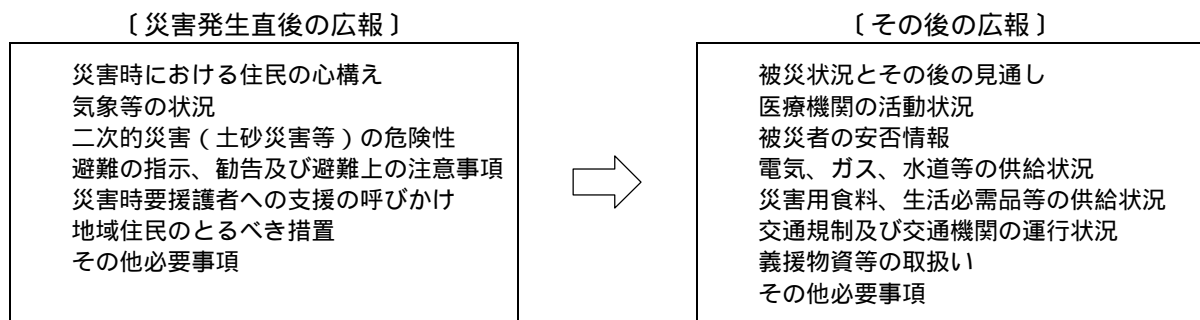 〔災害発生直後の広報〕
災害時における住民の心構え
気象等の状況
二次的災害（土砂災害等）の危険性
避難の指示、勧告及び避難上の注意事項
災害時要援護者への支援の呼びかけ
地域住民のとるべき措置
その他必要事項
〔その後の広報〕
被災状況とその後の見通し
医療機関の活動状況
被災者の安否情報
電気、ガス、水道等の供給状況
災害用食料、生活必需品等の供給状況
交通規制及び交通機関の運行状況
義援物資等の取扱い
その他必要事項